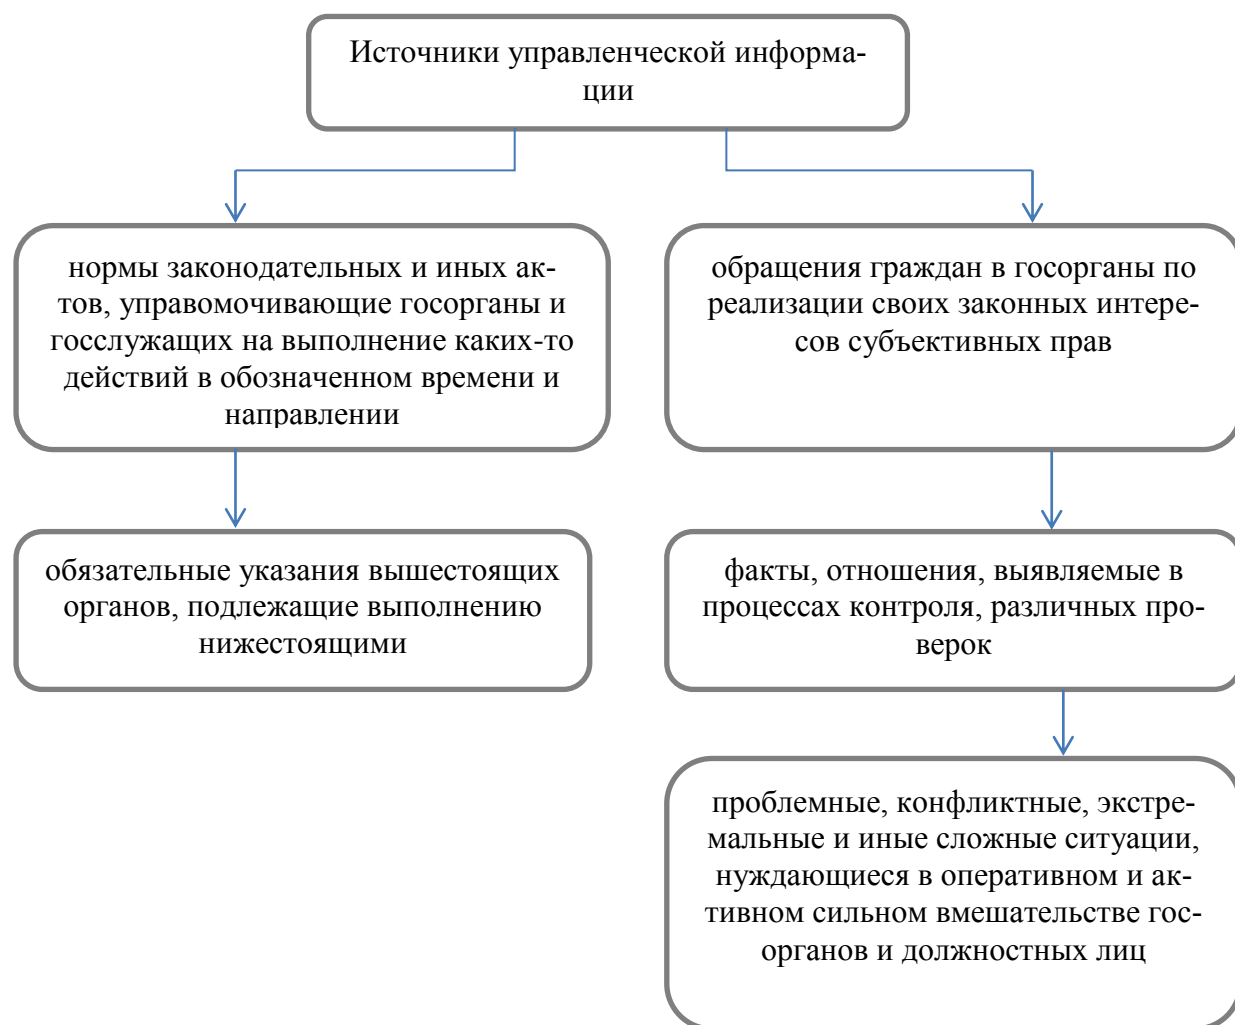 Источники управленческой информа-
ции
нормы законодательных и иных ак-
тов, управомочивающие госорганы и
госслужащих на выполнение каких-то
действий в обозначенном времени и
направлении
обращения граждан в госорганы по
реализации своих законных интере-
сов субъективных прав
обязательные указания вышестоящих
органов, подлежащие выполнению
нижестоящими
факты, отношения, выявляемые в
процессах контроля, различных про-
верок
проблемные, конфликтные, экстре-
мальные и иные сложные ситуации,
нуждающиеся в оперативном и ак-
тивном сильном вмешательстве гос-
органов и должностных лиц